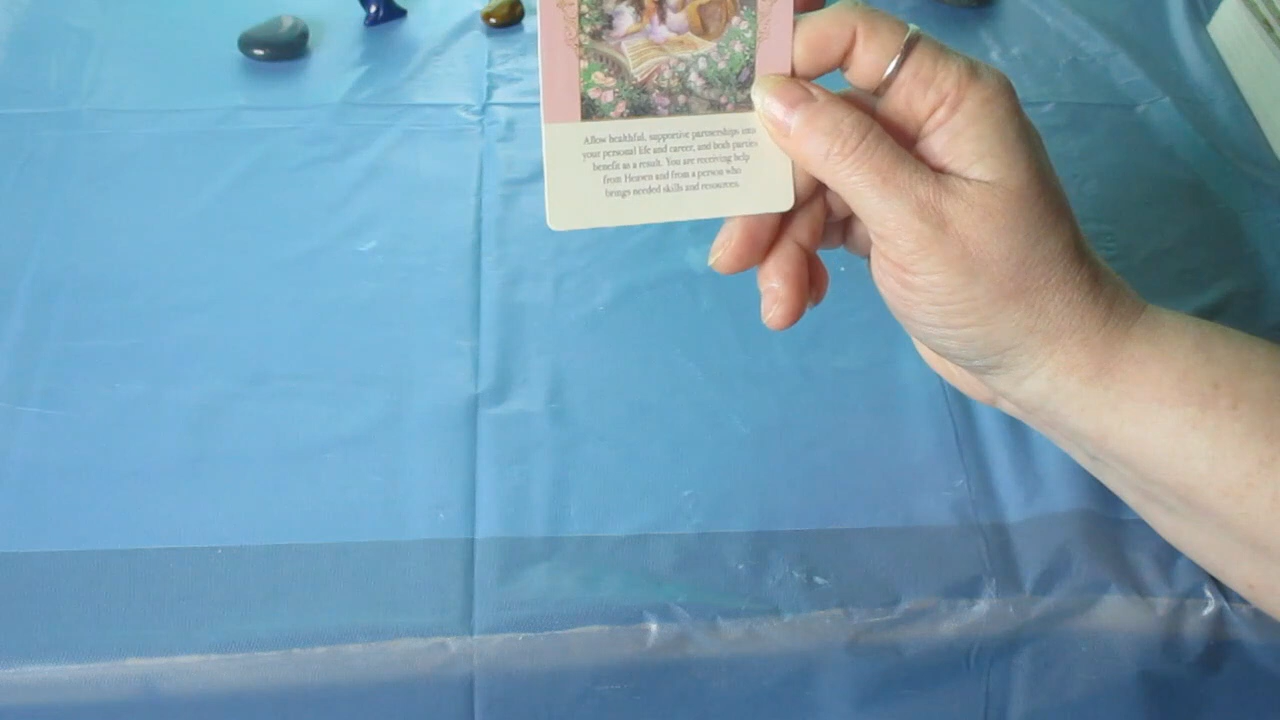 Allow healthful, supportive partnerships into
your personal life and career, and both parties
benefit as a result. You are receiving help
from Heaven and from a person who
brings needed skills and resources.